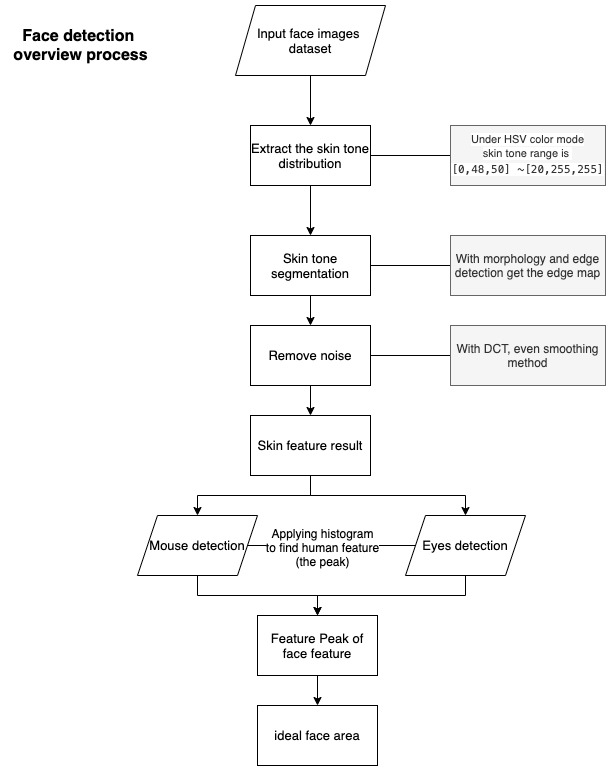 Face detection
overview process
Input face images
dataset
Extract the skin tone
distribution
Under HSV color mode
skin tone range is
[0,48,50] ~[20,255,255]
Skin tone
segmentation
With morphology and edge
detection get the edge map
Remove noise
With DCT, even smoothing
method
Skin feature result
Mouse detection
Applying histogram
to find human feature
(the peak)
Eyes detection
Feature Peak of
face feature
ideal face area